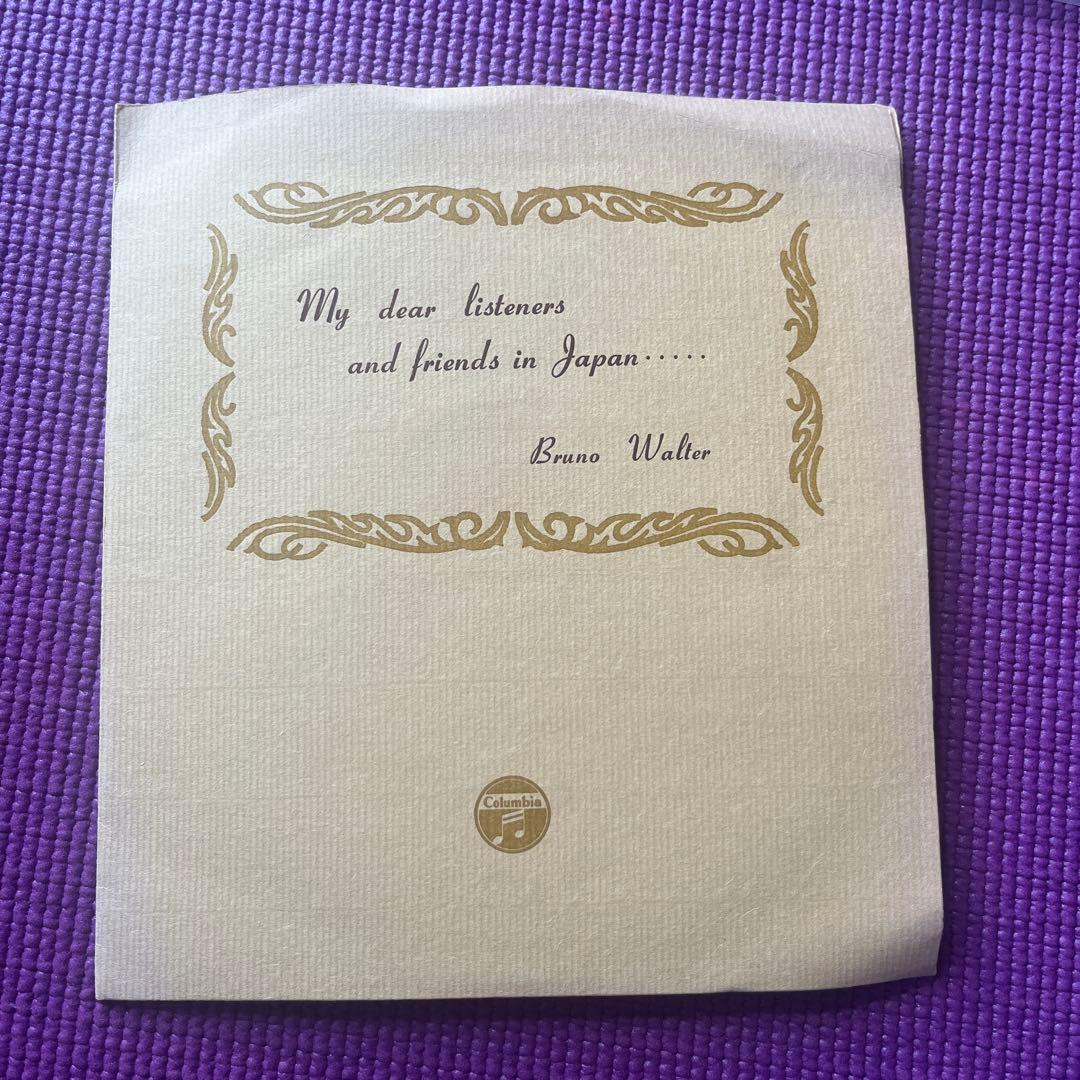 My dear listeners
and friends in Japan·····
Bruno Walter
Columbia